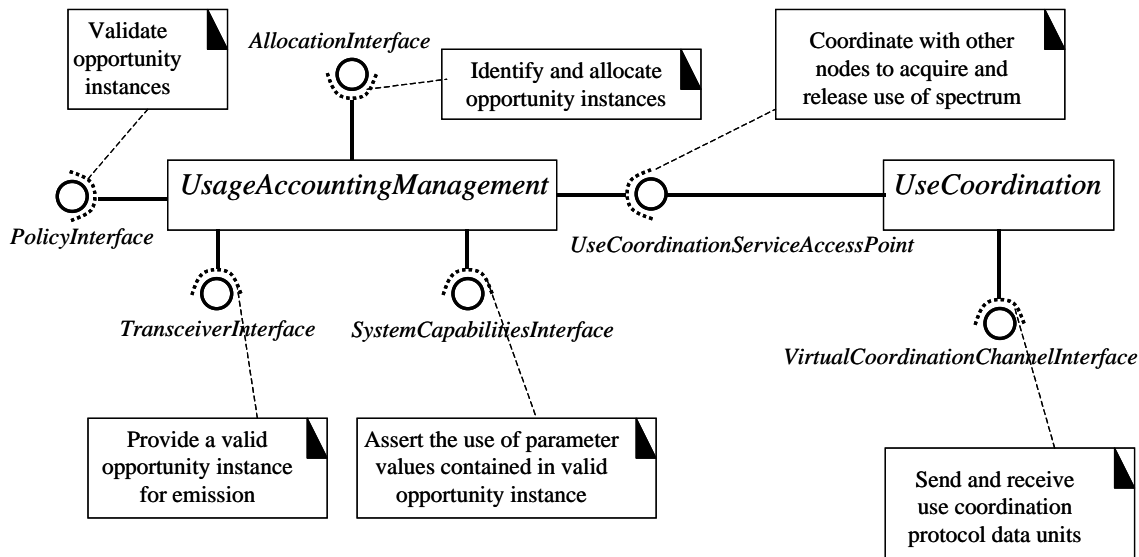 Validate
opportunity
instances
AllocationInterface
Identify and allocate
opportunity instances
Coordinate with other
nodes to acquire and
release use of spectrum
UsageAccountingManagement
UseCoordination
PolicyInterface
UseCoordinationServiceAccessPoint
TransceiverInterface
SystemCapabilitiesInterface
VirtualCoordinationChannelInterface
Provide a valid
opportunity instance
for emission
Assert the use of parameter
values contained in valid
opportunity instance
Send and receive
use coordination
protocol data units